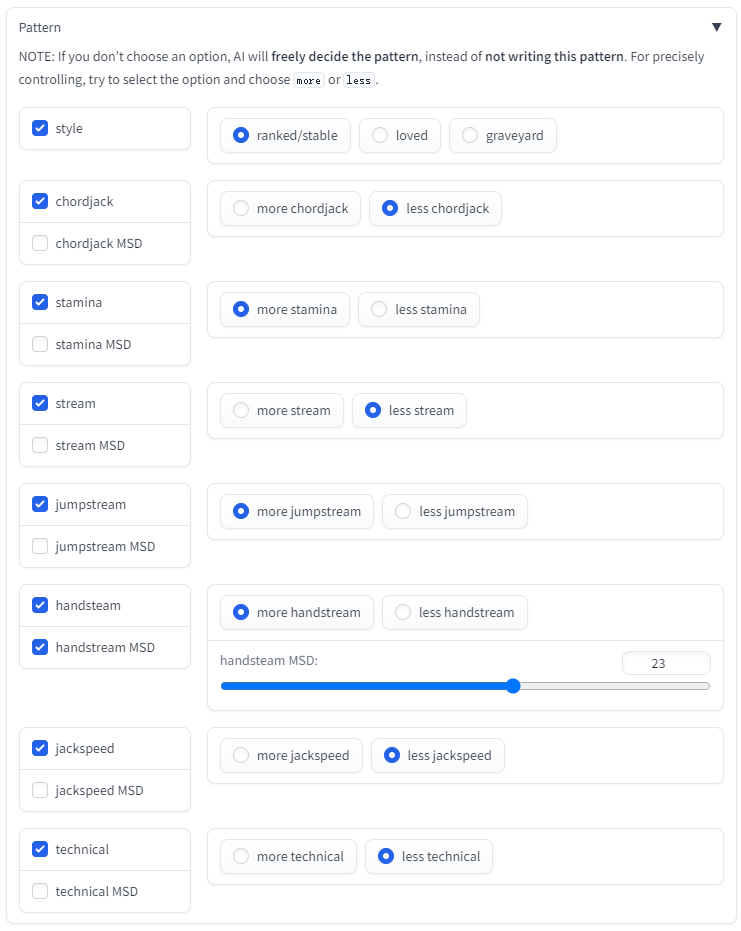 Pattern ▼
NOTE: If you don't choose an option, AI will freely decide the pattern, instead of not writing this pattern. For precisely
controlling, try to select the option and choose more or less.
style
ranked/stable loved graveyard
chordjack
more chordjack less chordjack
chordjack MSD
stamina
more stamina less stamina
stamina MSD
stream
more stream less stream
stream MSD
jumpstream
more jumpstream less jumpstream
jumpstream MSD
handsteam
more handstream less handstream
handstream MSD
handsteam MSD: 23
jackspeed
more jackspeed less jackspeed
jackspeed MSD
technical
more technical less technical
technical MSD